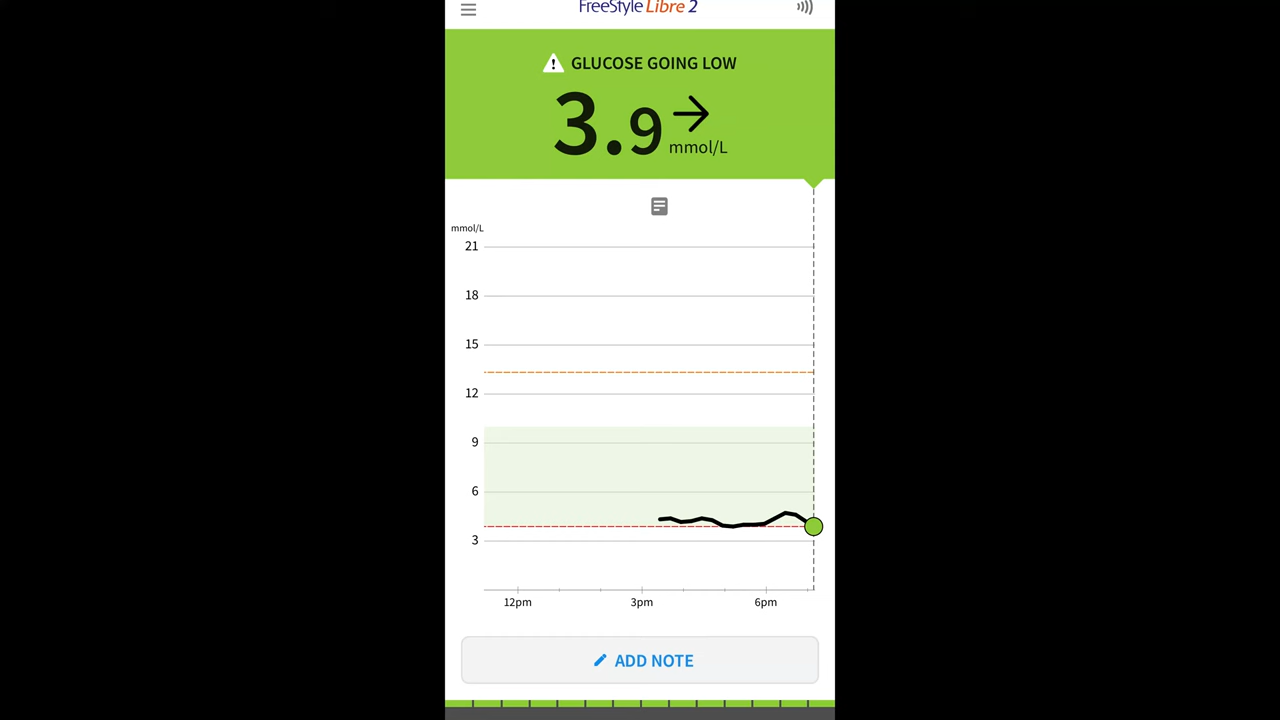 FreeStyle Libre 2
GLUCOSE GOING LOW
3.9
mmol/L
mmol/L
21
18
15
12
9
6
3
12pm 3pm 6pm
ADD NOTE